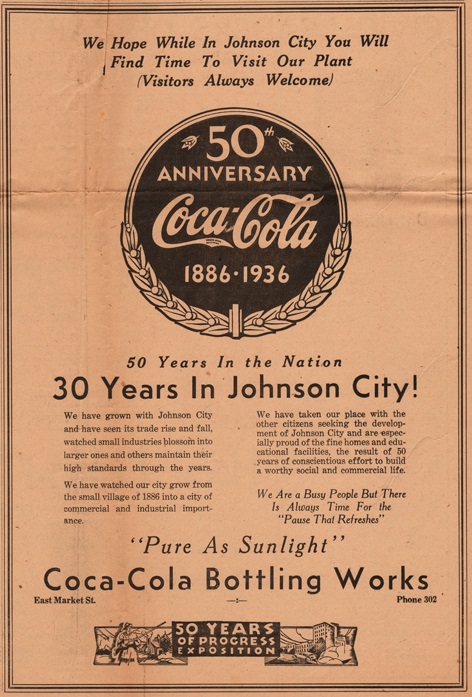 We Hope While In Johnson City You Will
Find Time To Visit Our Plant
(Visitors Always Welcome)
50th
ANNIVERSARY
Coca-Cola
1886·1936
50 Years In the Nation
30 Years In Johnson City!
We have grown with Johnson City
and have seen its trade rise and fall,
watched small industries blossom into
larger ones and others maintain their
high standards through the years.
We have watched our city grow from
the small village of 1886 into a city of
commercial and industrial import-
ance.
We have taken our place with the
other citizens seeking the develop-
ment of Johnson City and are espec-
ially proud of the fine homes and edu-
cational facilities, the result of 50
years of conscientious effort to build
a worthy social and commercial life.
We Are a Busy People But There
Is Always Time For the
"Pause That Refreshes"
"Pure As Sunlight"
Coca-Cola Bottling Works
East Market St.
Phone 302
50 YEARS
OF PROGRESS
EXPOSITION